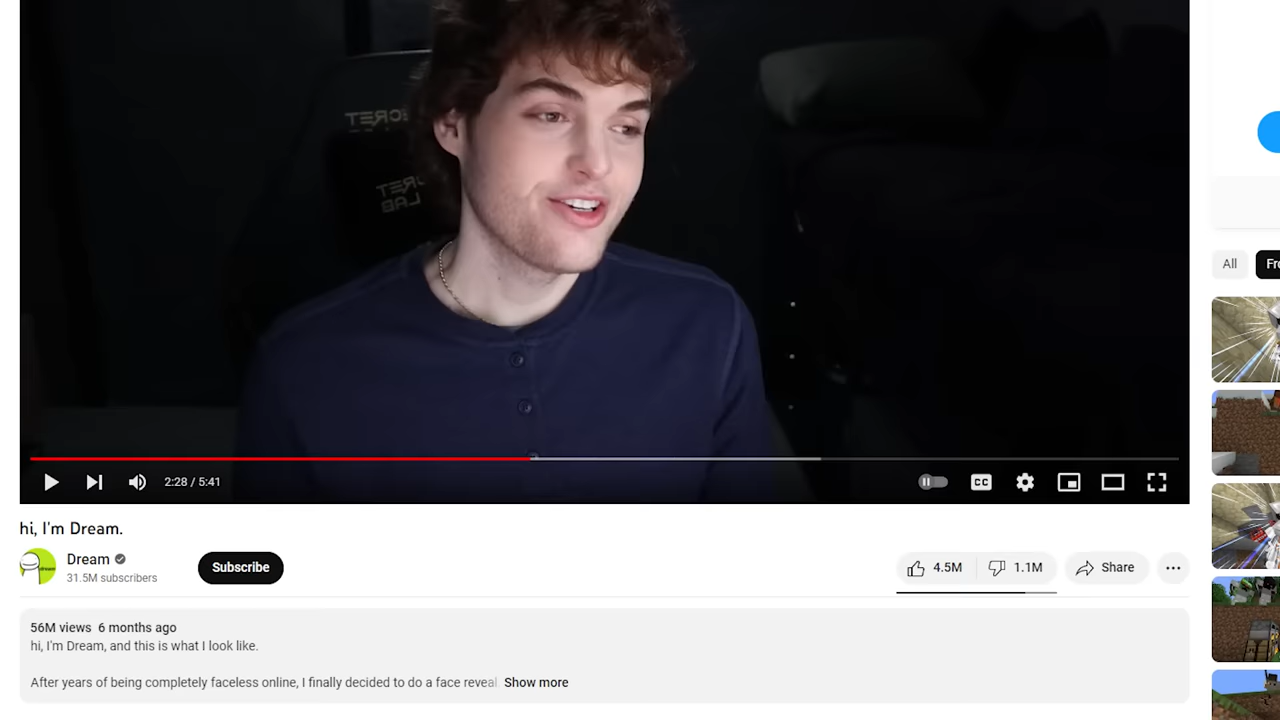 2:28 / 5:41
CC
All
hi, I'm Dream.
Dream
31.5M subscribers
Subscribe
4.5M
1.1M
Share
56M views 6 months ago
hi, I'm Dream, and this is what I look like.
After years of being completely faceless online, I finally decided to do a face reveal. Show more